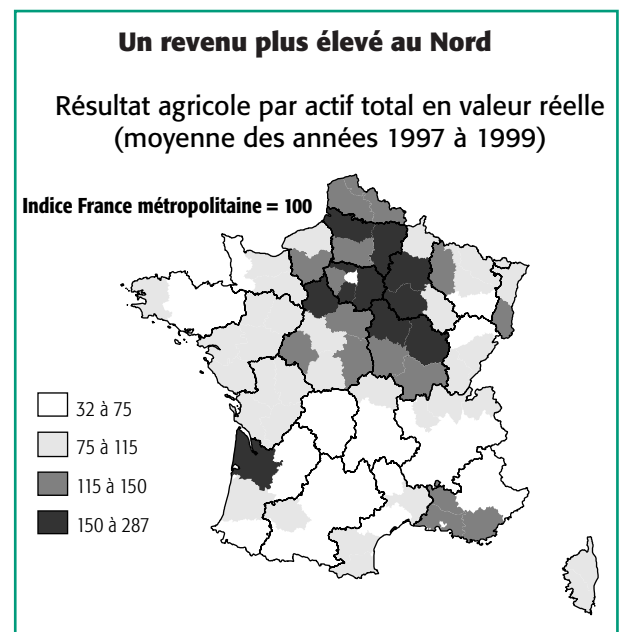 Un revenu plus élevé au Nord
Résultat agricole par actif total en valeur réelle
(moyenne des années 1997 à 1999)
Indice France métropolitaine = 100
32 à 75
75 à 115
115 à 150
150 à 287